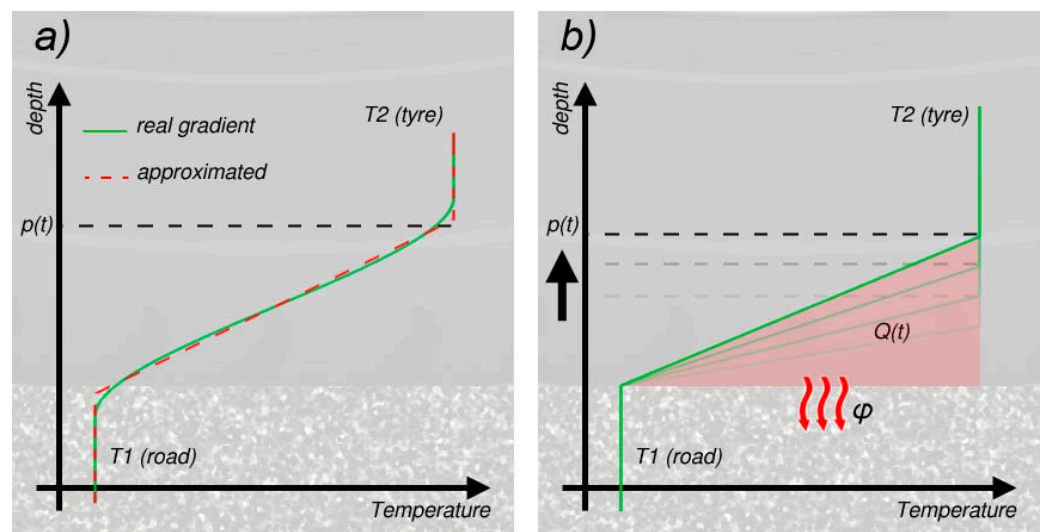 a)
depth
T2 (tyre)
real gradient
approximated
p(t)
T1 (road)
Temperature
b)
depth
T2 (tyre)
p(t)
Q(t)
φ
T1 (road)
Temperature